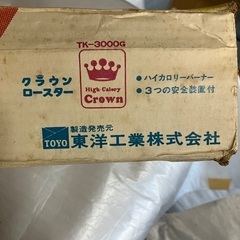 TK-3000G
クラウン
ロースター
High Calory
Crown
● ハイカロリーバーナー
● 3つの安全装置付
TOYO
製造発売元
東洋工業株式会社